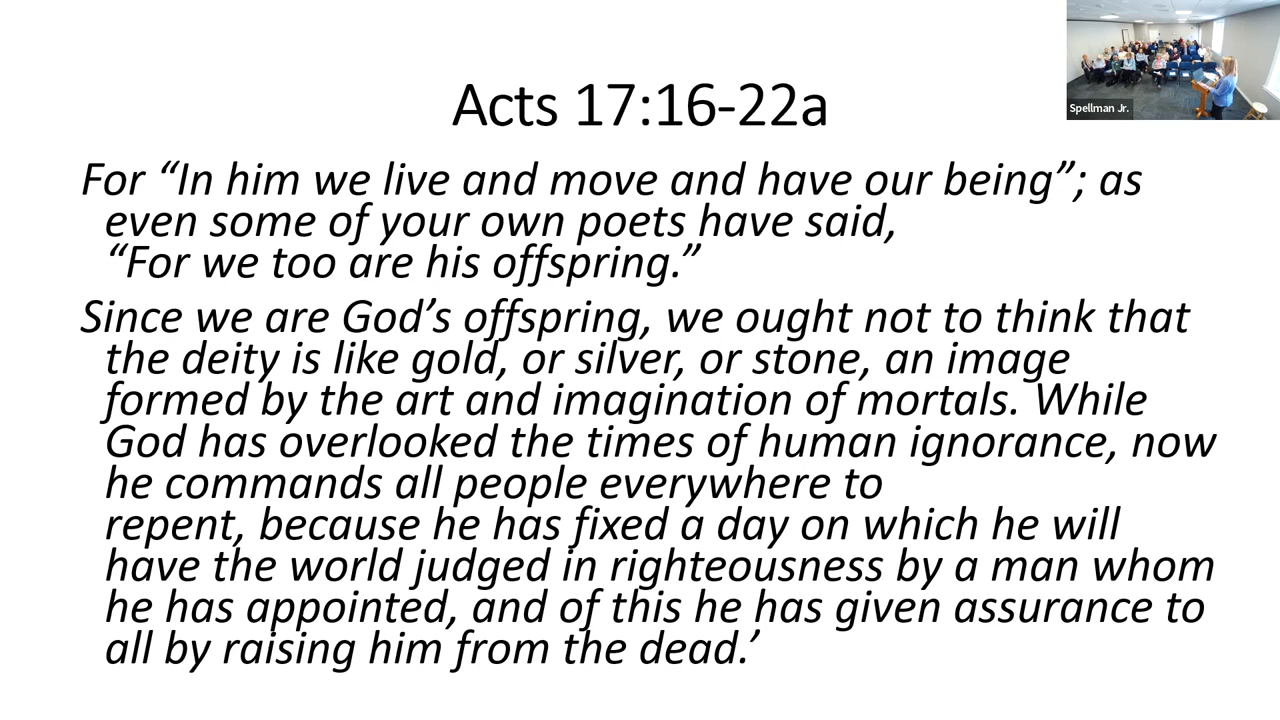 Spellman Jr.
Acts 17:16-22a
For “In him we live and move and have our being”; as
even some of your own poets have said,
“For we too are his offspring.”
Since we are God’s offspring, we ought not to think that
the deity is like gold, or silver, or stone, an image
formed by the art and imagination of mortals. While
God has overlooked the times of human ignorance, now
he commands all people everywhere to
repent, because he has fixed a day on which he will
have the world judged in righteousness by a man whom
he has appointed, and of this he has given assurance to
all by raising him from the dead.’